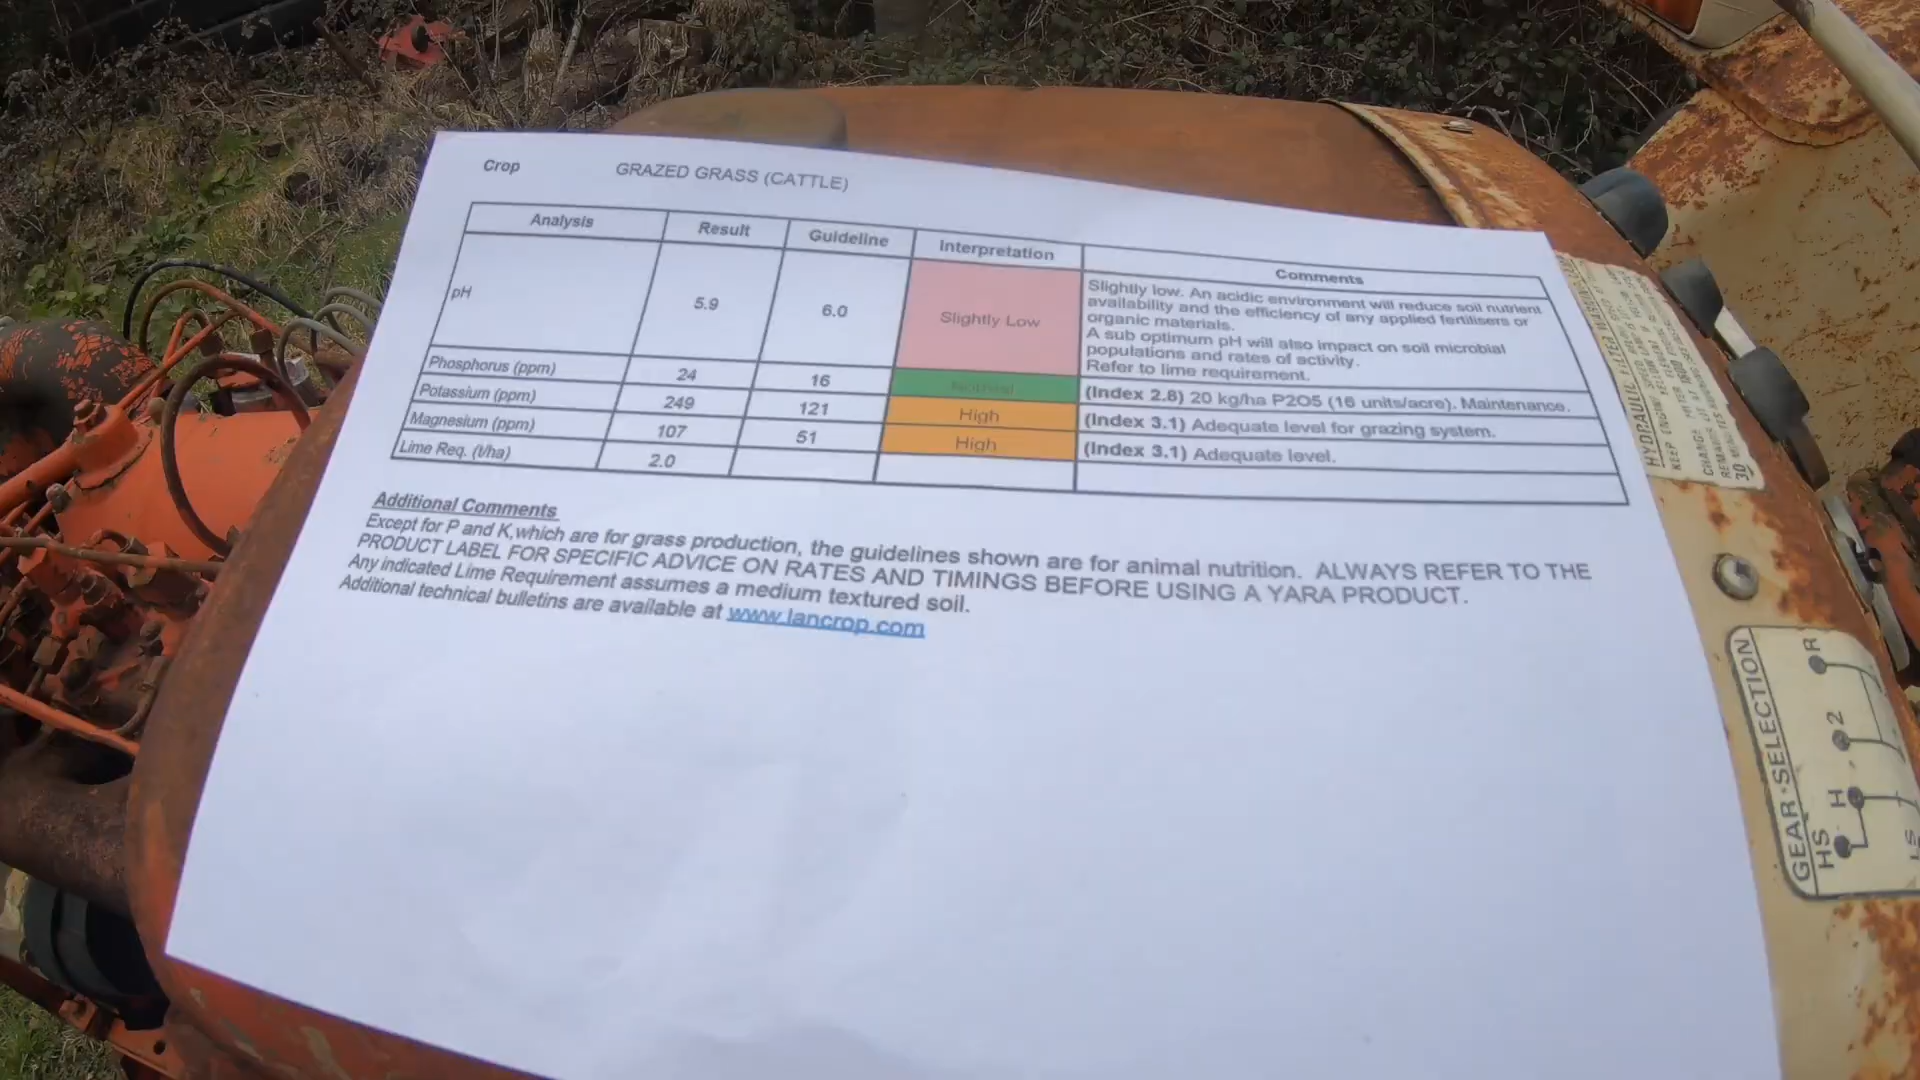 Crop GRAZED GRASS (CATTLE)
Analysis Result Guideline Interpretation Comments
pH 5.9 6.0 Slightly Low
Slightly low. An acidic environment will reduce soil nutrient
availability and the efficiency of any applied fertilisers or
organic materials.
A sub optimum pH will also impact on soil microbial
populations and rates of activity.
Refer to lime requirement.
Phosphorus (ppm) 24 16 Normal (Index 2.8) 20 kg/ha P2O5 (16 units/acre). Maintenance.
Potassium (ppm) 249 121 High (Index 3.1) Adequate level for grazing system.
Magnesium (ppm) 107 51 High (Index 3.1) Adequate level.
Lime Req. (t/ha) 2.0
Additional Comments
Except for P and K,which are for grass production, the guidelines shown are for animal nutrition. ALWAYS REFER TO THE
PRODUCT LABEL FOR SPECIFIC ADVICE ON RATES AND TIMINGS BEFORE USING A YARA PRODUCT.
Any indicated Lime Requirement assumes a medium textured soil.
Additional technical bulletins are available at www.lancrop.com
HYDRAULIC FILTER
KEEP ENGINE
30
GEAR·SELECTION
R
2
H
HS
LS